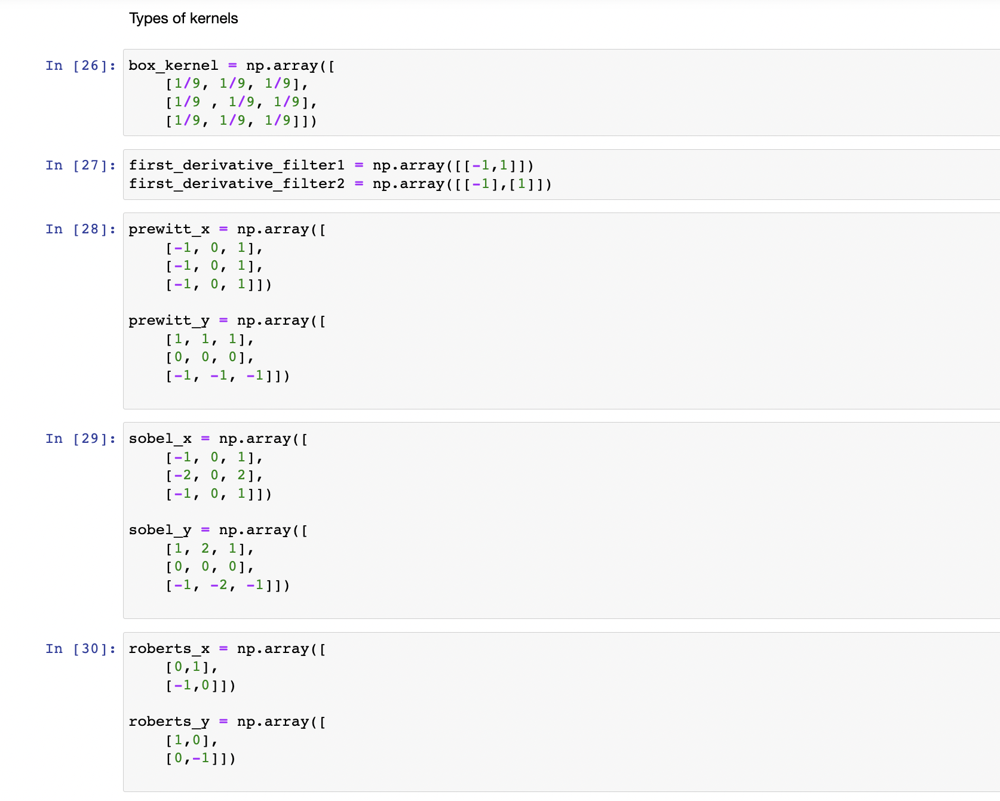 Types of kernels
In [26]: box_kernel = np.array([
    [1/9, 1/9, 1/9],
    [1/9 , 1/9, 1/9],
    [1/9, 1/9, 1/9]])
In [27]: first_derivative_filter1 = np.array([[-1,1]])
first_derivative_filter2 = np.array([[-1],[1]])
In [28]: prewitt_x = np.array([
    [-1, 0, 1],
    [-1, 0, 1],
    [-1, 0, 1]])
prewitt_y = np.array([
    [1, 1, 1],
    [0, 0, 0],
    [-1, -1, -1]])
In [29]: sobel_x = np.array([
    [-1, 0, 1],
    [-2, 0, 2],
    [-1, 0, 1]])
sobel_y = np.array([
    [1, 2, 1],
    [0, 0, 0],
    [-1, -2, -1]])
In [30]: roberts_x = np.array([
    [0,1],
    [-1,0]])
roberts_y = np.array([
    [1,0],
    [0,-1]])